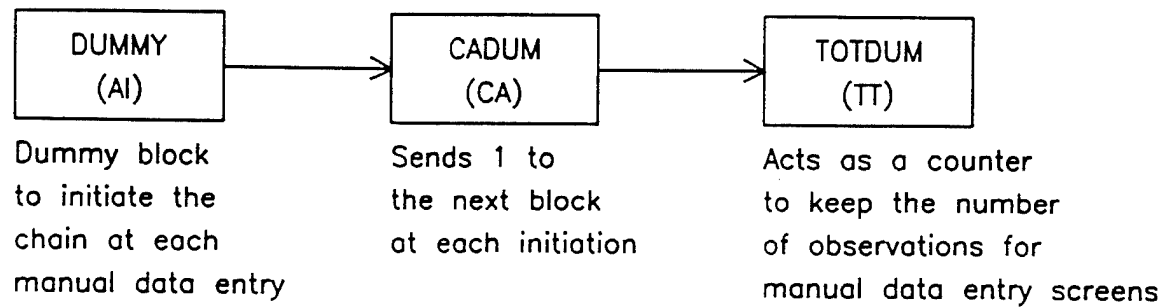 DUMMY
(AI)
CADUM
(CA)
TOTDUM
(TT)
Dummy block
to initiate the
chain at each
manual data entry
Sends 1 to
the next block
at each initiation
Acts as a counter
to keep the number
of observations for
manual data entry screens